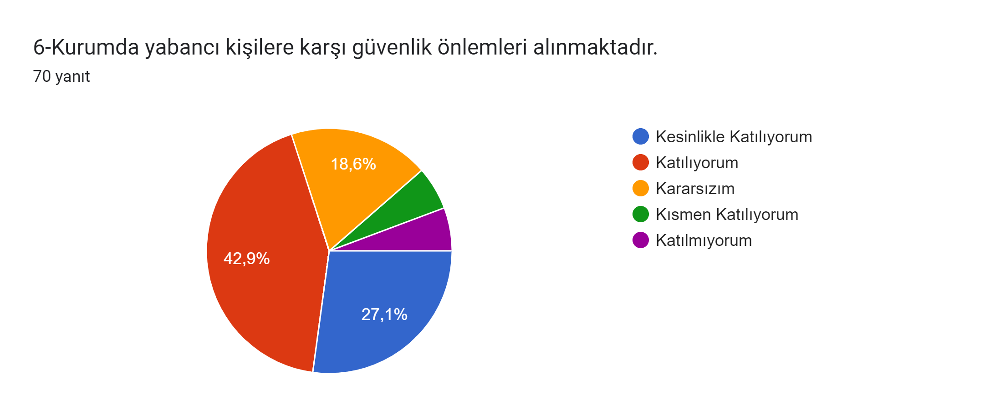 6-Kurumda yabancı kişilere karşı güvenlik önlemleri alınmaktadır.
70 yanıt
18,6%
42,9%
27,1%
Kesinlikle Katılıyorum
Katılıyorum
Kararsızım
Kısmen Katılıyorum
Katılmıyorum